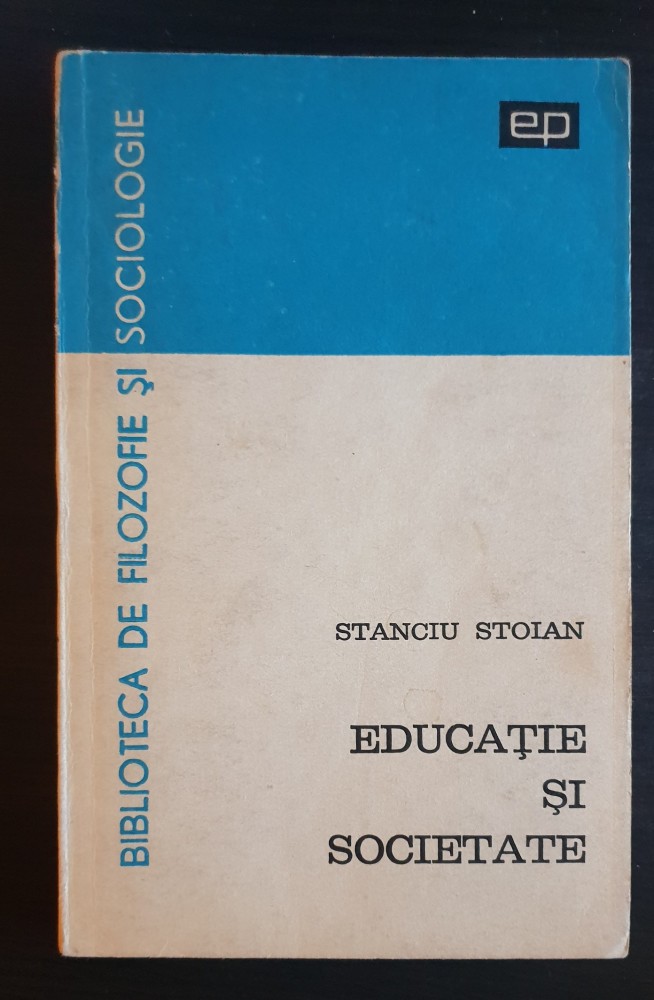 ep
BIBLIOTECA DE FILOZOFIE ŞI SOCIOLOGIE
STANCIU STOIAN
EDUCAŢIE
ŞI
SOCIETATE